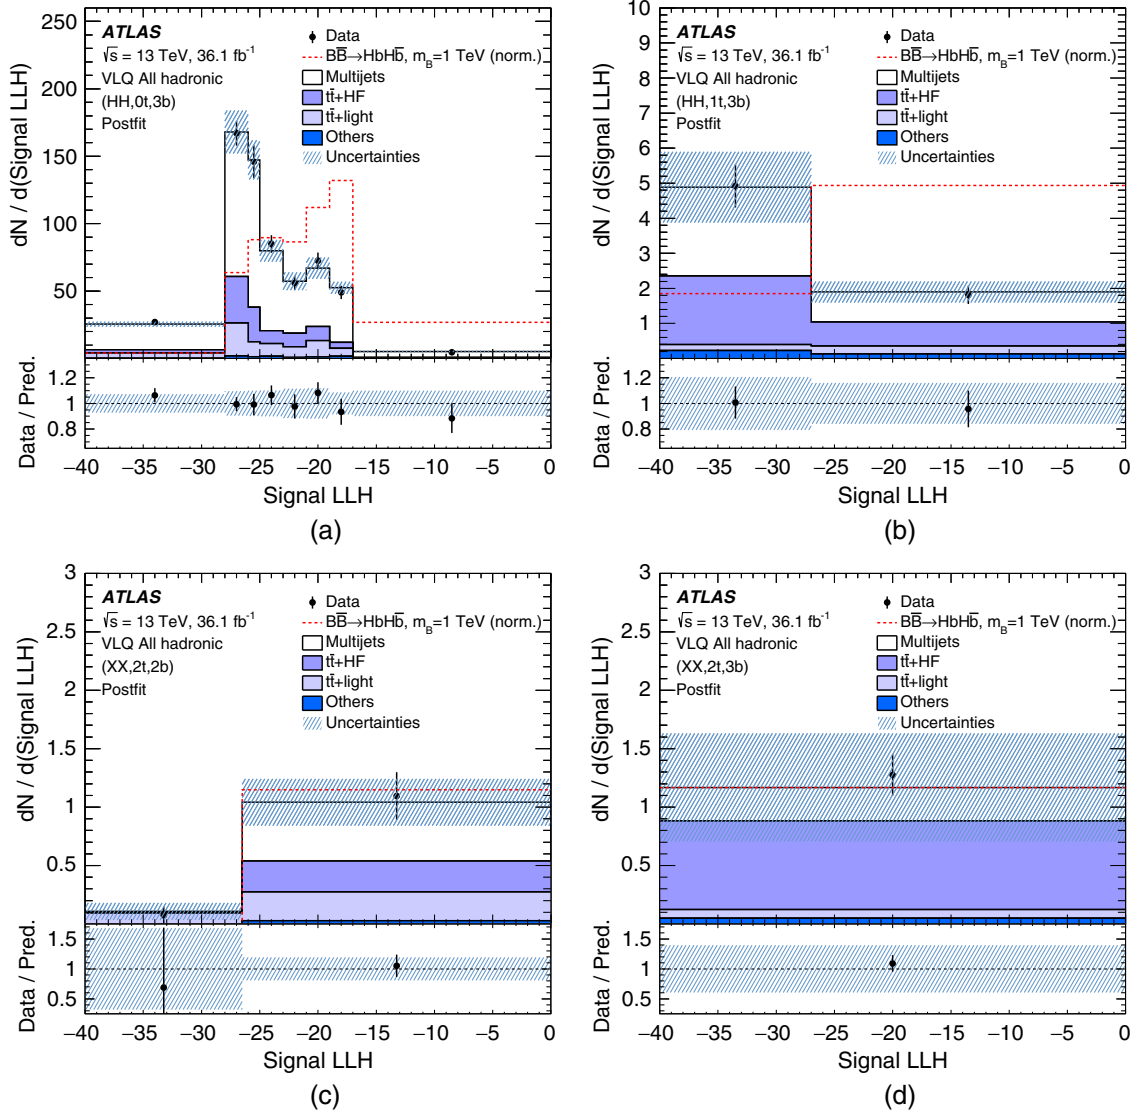 dN / d(Signal LLH)
250
200
150
100
50
ATLAS
√s = 13 TeV, 36.1 fb⁻¹
VLQ All hadronic
(HH,0t,3b)
Postfit
Data
BB̅→HbHb̅, m_B=1 TeV (norm.)
Multijets
tt̅+HF
tt̅+light
Others
Uncertainties
Data / Pred.
1.2
1
0.8
−40 −35 −30 −25 −20 −15 −10 −5 0
Signal LLH
(a)
dN / d(Signal LLH)
10
9
8
7
6
5
4
3
2
1
ATLAS
√s = 13 TeV, 36.1 fb⁻¹
VLQ All hadronic
(HH,1t,3b)
Postfit
Data
BB̅→HbHb̅, m_B=1 TeV (norm.)
Multijets
tt̅+HF
tt̅+light
Others
Uncertainties
Data / Pred.
1.2
1
0.8
−40 −35 −30 −25 −20 −15 −10 −5 0
Signal LLH
(b)
dN / d(Signal LLH)
3
2.5
2
1.5
1
0.5
ATLAS
√s = 13 TeV, 36.1 fb⁻¹
VLQ All hadronic
(XX,2t,2b)
Postfit
Data
BB̅→HbHb̅, m_B=1 TeV (norm.)
Multijets
tt̅+HF
tt̅+light
Others
Uncertainties
Data / Pred.
1.5
1
0.5
−40 −35 −30 −25 −20 −15 −10 −5 0
Signal LLH
(c)
dN / d(Signal LLH)
3
2.5
2
1.5
1
0.5
ATLAS
√s = 13 TeV, 36.1 fb⁻¹
VLQ All hadronic
(XX,2t,3b)
Postfit
Data
BB̅→HbHb̅, m_B=1 TeV (norm.)
Multijets
tt̅+HF
tt̅+light
Others
Uncertainties
Data / Pred.
1.5
1
0.5
−40 −35 −30 −25 −20 −15 −10 −5 0
Signal LLH
(d)